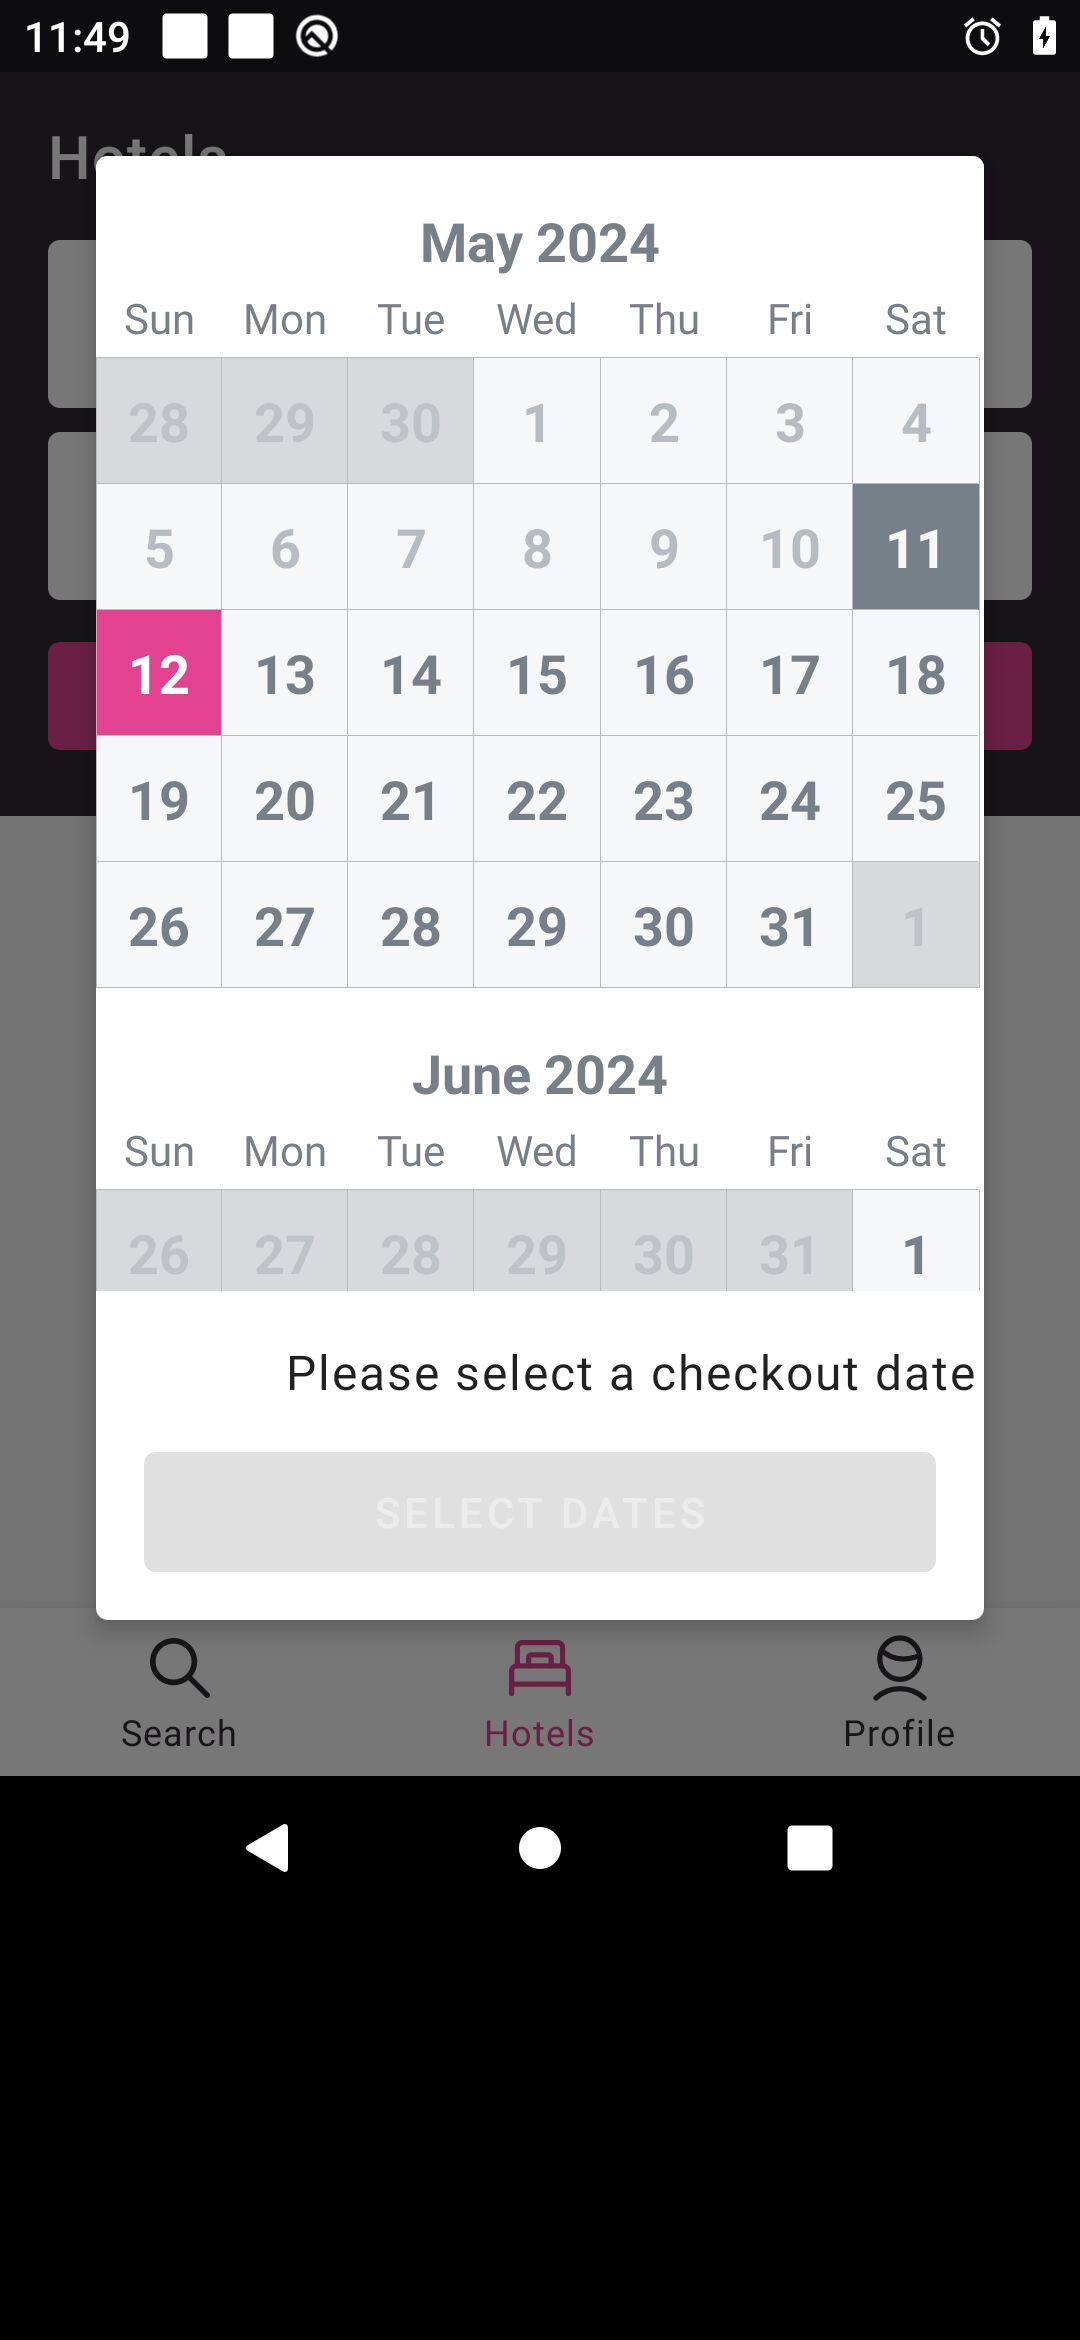 11:49
Hotels
May 2024
Sun Mon Tue Wed Thu Fri Sat
28 29 30 1 2 3 4
5 6 7 8 9 10 11
12 13 14 15 16 17 18
19 20 21 22 23 24 25
26 27 28 29 30 31 1
June 2024
Sun Mon Tue Wed Thu Fri Sat
26 27 28 29 30 31 1
Please select a checkout date
SELECT DATES
Search Hotels Profile